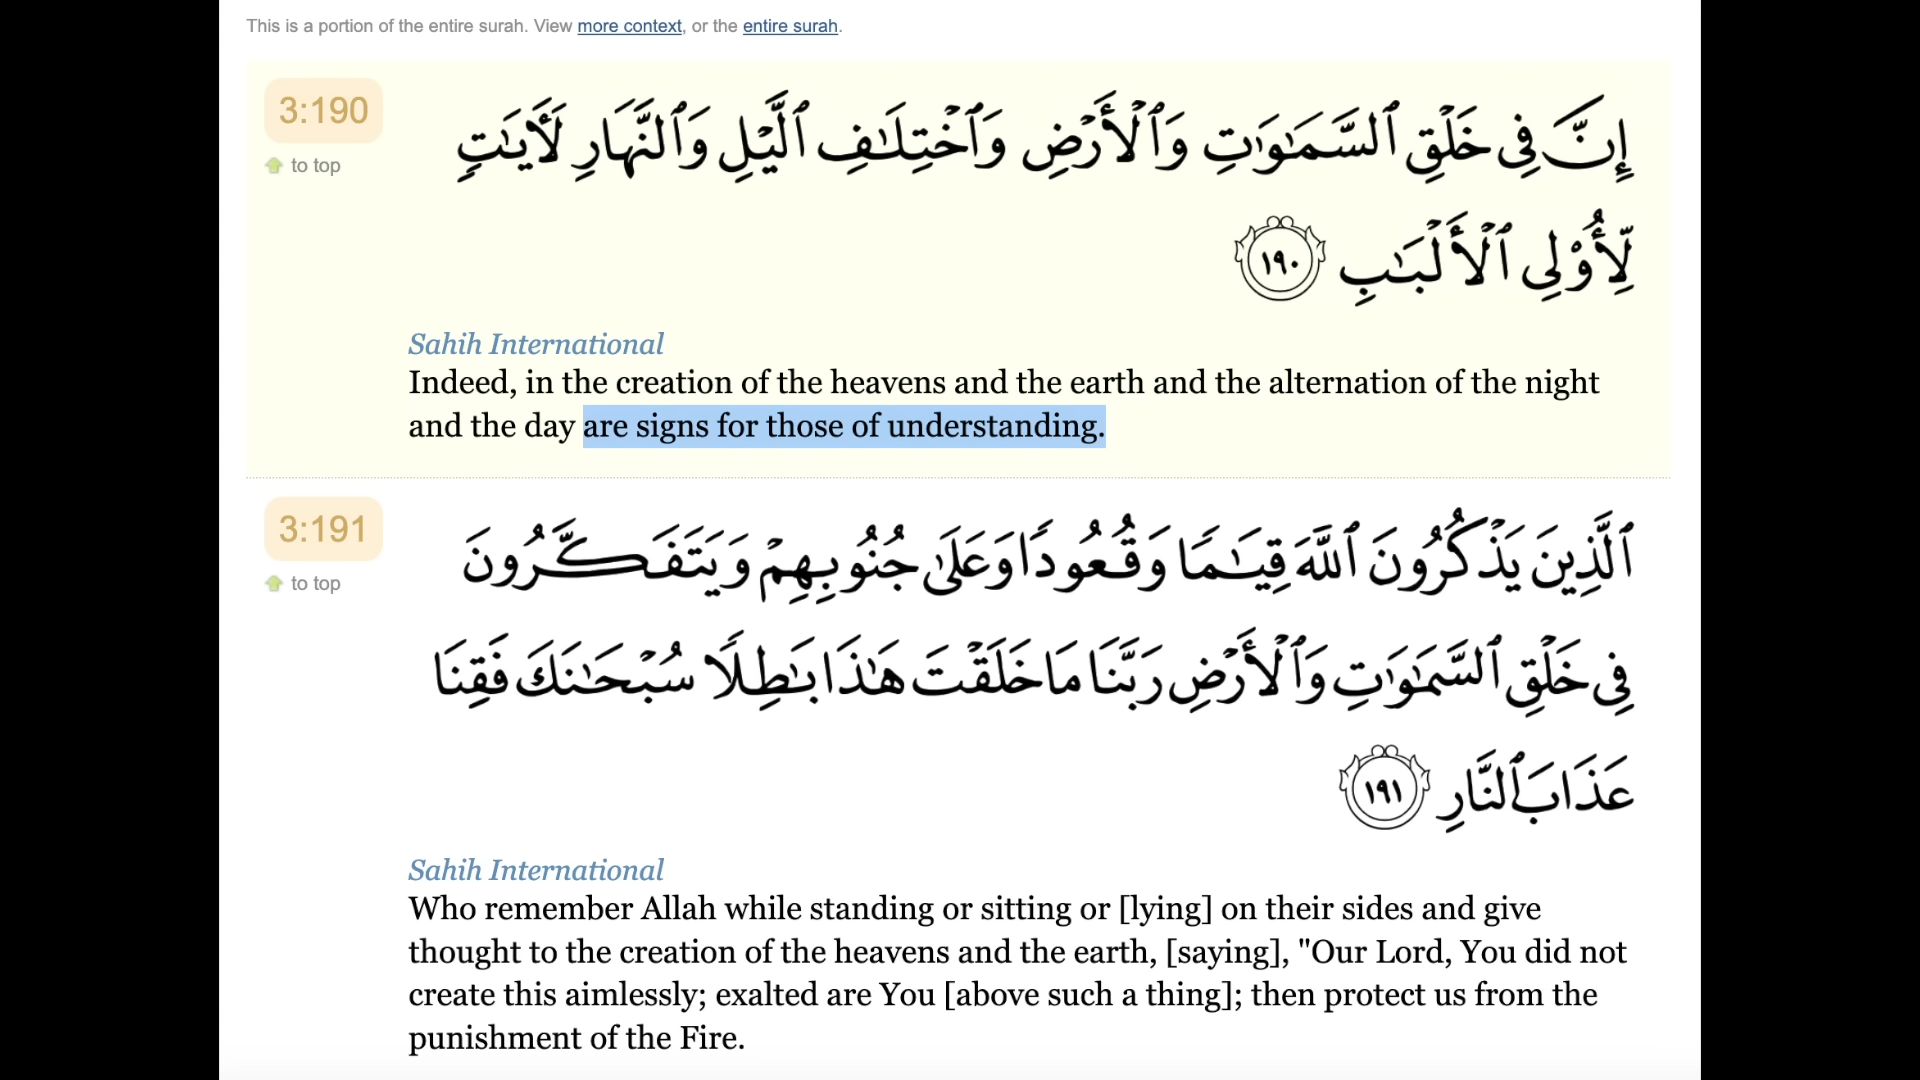 This is a portion of the entire surah. View more context, or the entire surah.
3:190
to top
إِنَّ فِى خَلْقِ ٱلسَّمَـٰوَٰتِ وَٱلْأَرْضِ وَٱخْتِلَـٰفِ ٱلَّيْلِ وَٱلنَّهَارِ لَـَٔايَـٰتٍ
لِّأُو۟لِى ٱلْأَلْبَـٰبِ ١٩٠
Sahih International
Indeed, in the creation of the heavens and the earth and the alternation of the night
and the day are signs for those of understanding.
3:191
to top
ٱلَّذِينَ يَذْكُرُونَ ٱللَّهَ قِيَـٰمًا وَقُعُودًا وَعَلَىٰ جُنُوبِهِمْ وَيَتَفَكَّرُونَ
فِى خَلْقِ ٱلسَّمَـٰوَٰتِ وَٱلْأَرْضِ رَبَّنَا مَا خَلَقْتَ هَـٰذَا بَـٰطِلًا سُبْحَـٰنَكَ فَقِنَا
عَذَابَ ٱلنَّارِ ١٩١
Sahih International
Who remember Allah while standing or sitting or [lying] on their sides and give
thought to the creation of the heavens and the earth, [saying], "Our Lord, You did not
create this aimlessly; exalted are You [above such a thing]; then protect us from the
punishment of the Fire.